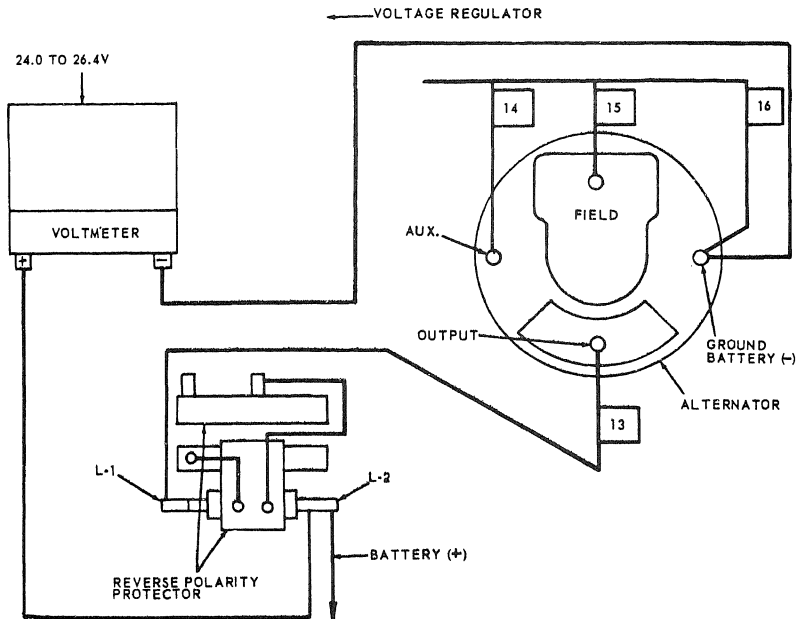 VOLTAGE REGULATOR
24.0 TO 26.4V
14
15
16
VOLTMETER
+
−
FIELD
AUX.
OUTPUT
GROUND
BATTERY (−)
ALTERNATOR
13
L-1
L-2
BATTERY (+)
REVERSE POLARITY
PROTECTOR